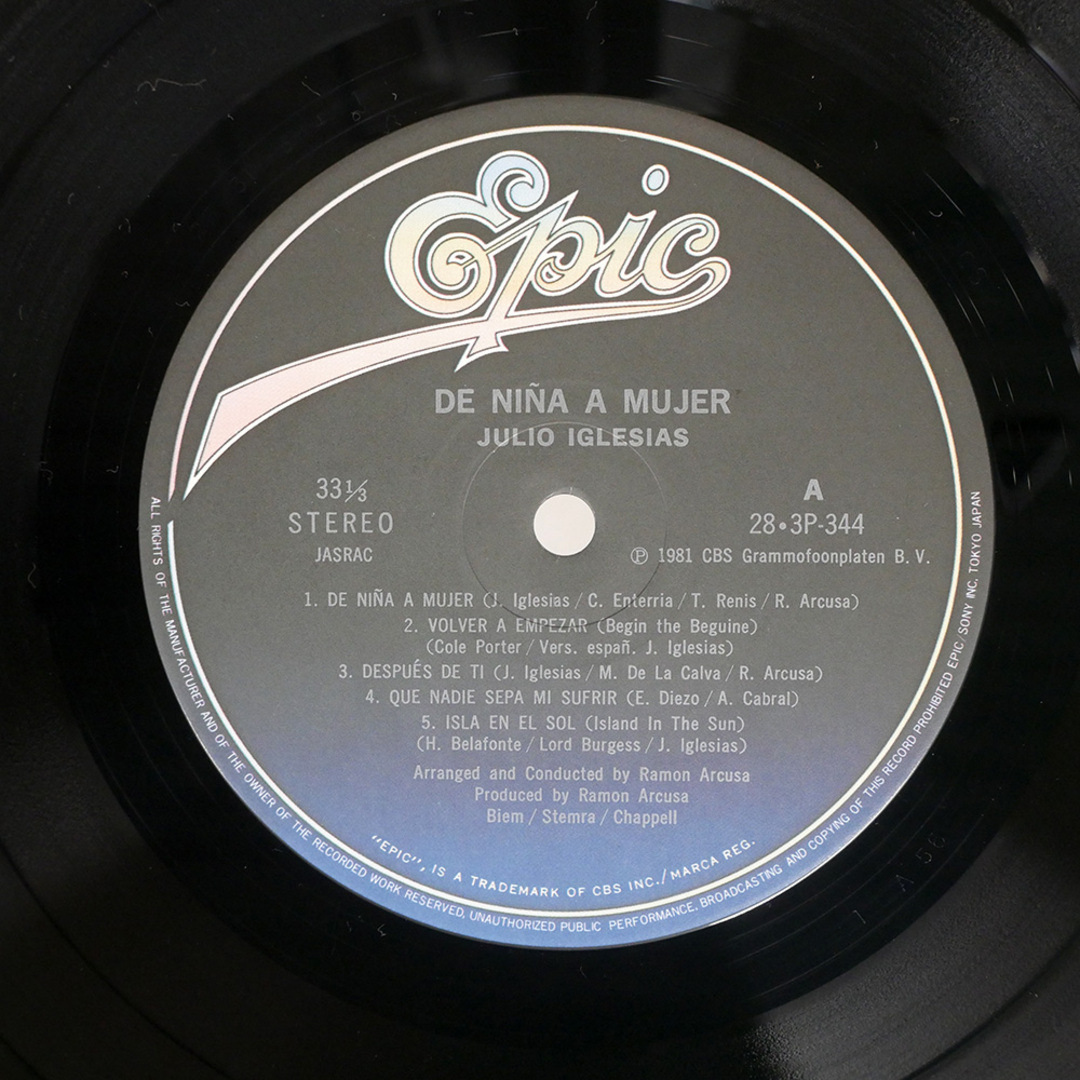 Epic
DE NIÑA A MUJER
JULIO IGLESIAS
33⅓
STEREO
JASRAC
A
28•3P-344
Ⓟ 1981 CBS Grammofoonplaten B. V.
1. DE NIÑA A MUJER (J. Iglesias / C. Enterria / T. Renis / R. Arcusa)
2. VOLVER A EMPEZAR (Begin the Beguine)
(Cole Porter / Vers. españ. J. Iglesias)
3. DESPUÉS DE TI (J. Iglesias / M. De La Calva / R. Arcusa)
4. QUE NADIE SEPA MI SUFRIR (E. Diezo / A. Cabral)
5. ISLA EN EL SOL (Island In The Sun)
(H. Belafonte / Lord Burgess / J. Iglesias)
Arranged and Conducted by Ramon Arcusa
Produced by Ramon Arcusa
Biem / Stemra / Chappell
"EPIC", IS A TRADEMARK OF CBS INC./MARCA REG.
ALL RIGHTS OF THE MANUFACTURER AND OF THE OWNER OF THE RECORDED WORK RESERVED, UNAUTHORIZED PUBLIC PERFORMANCE, BROADCASTING AND COPYING OF THIS RECORD PROHIBITED EPIC/SONY INC. TOKYO JAPAN